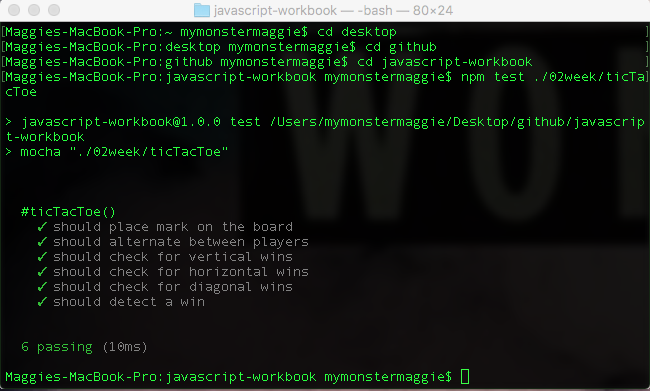 javascript-workbook — -bash — 80×24
[Maggies-MacBook-Pro:~ mymonstermaggie$ cd desktop ]
[Maggies-MacBook-Pro:desktop mymonstermaggie$ cd github ]
[Maggies-MacBook-Pro:github mymonstermaggie$ cd javascript-workbook ]
[Maggies-MacBook-Pro:javascript-workbook mymonstermaggie$ npm test ./02week/ticTa]
cToe
> javascript-workbook@1.0.0 test /Users/mymonstermaggie/Desktop/github/javascrip
t-workbook
> mocha "./02week/ticTacToe"
#ticTacToe()
✓ should place mark on the board
✓ should alternate between players
✓ should check for vertical wins
✓ should check for horizontal wins
✓ should check for diagonal wins
✓ should detect a win
6 passing (10ms)
Maggies-MacBook-Pro:javascript-workbook mymonstermaggie$